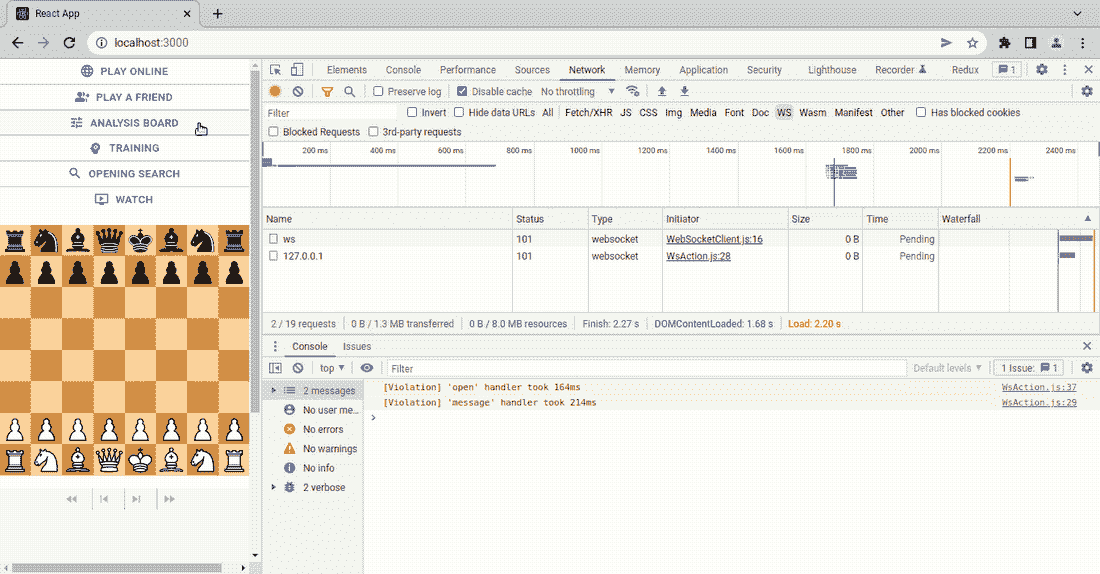 React App
localhost:3000
PLAY ONLINE
PLAY A FRIEND
ANALYSIS BOARD
TRAINING
OPENING SEARCH
WATCH
Elements Console Performance Sources Network Memory Application Security Lighthouse Recorder Redux 1
Preserve log Disable cache No throttling
Filter Invert Hide data URLs All Fetch/XHR JS CSS Img Media Font Doc WS Wasm Manifest Other Has blocked cookies
Blocked Requests 3rd-party requests
200 ms 400 ms 600 ms 800 ms 1000 ms 1200 ms 1400 ms 1600 ms 1800 ms 2000 ms 2200 ms 2400 ms
Name Status Type Initiator Size Time Waterfall
ws 101 websocket WebSocketClient.js:16 0 B Pending
127.0.0.1 101 websocket WsAction.js:28 0 B Pending
2 / 19 requests 0 B / 1.3 MB transferred 0 B / 8.0 MB resources Finish: 2.27 s DOMContentLoaded: 1.68 s Load: 2.20 s
Console Issues
top Filter Default levels 1 Issue: 1
2 messages
No user me...
No errors
No warnings
No info
2 verbose
[Violation] 'open' handler took 164ms WsAction.js:37
[Violation] 'message' handler took 214ms WsAction.js:29